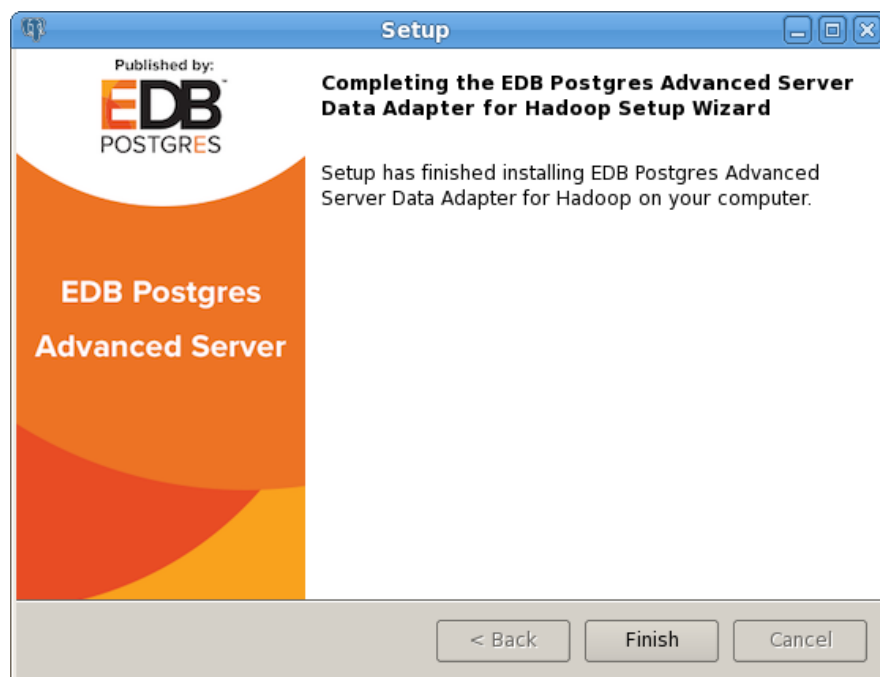 Setup
Published by:
EDB™
POSTGRES
EDB Postgres
Advanced Server
Completing the EDB Postgres Advanced Server
Data Adapter for Hadoop Setup Wizard
Setup has finished installing EDB Postgres Advanced
Server Data Adapter for Hadoop on your computer.
< Back
Finish
Cancel